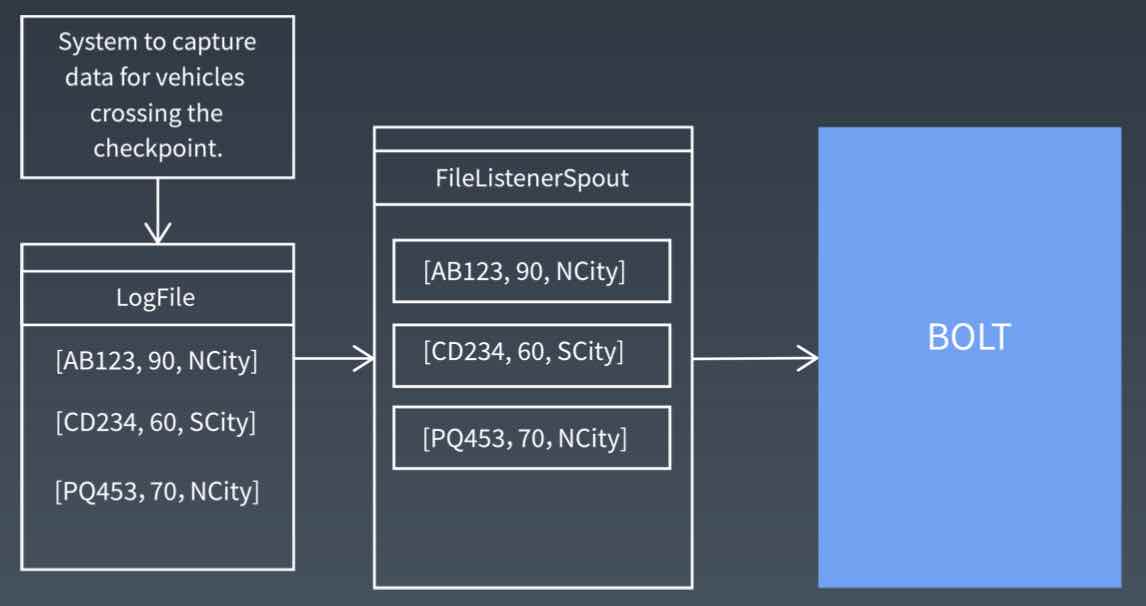 System to capture
data for vehicles
crossing the
checkpoint.
LogFile
[AB123, 90, NCity]
[CD234, 60, SCity]
[PQ453, 70, NCity]
FileListenerSpout
[AB123, 90, NCity]
[CD234, 60, SCity]
[PQ453, 70, NCity]
BOLT